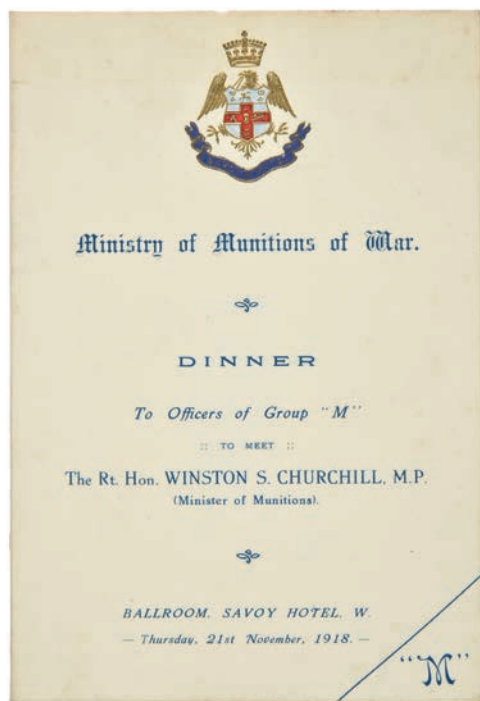 Ministry of Munitions of War.
DINNER
To Officers of Group "M"
:: TO MEET ::
The Rt. Hon. WINSTON S. CHURCHILL, M.P.
(Minister of Munitions).
BALLROOM, SAVOY HOTEL, W.
— Thursday, 21st November, 1918. —
"M"